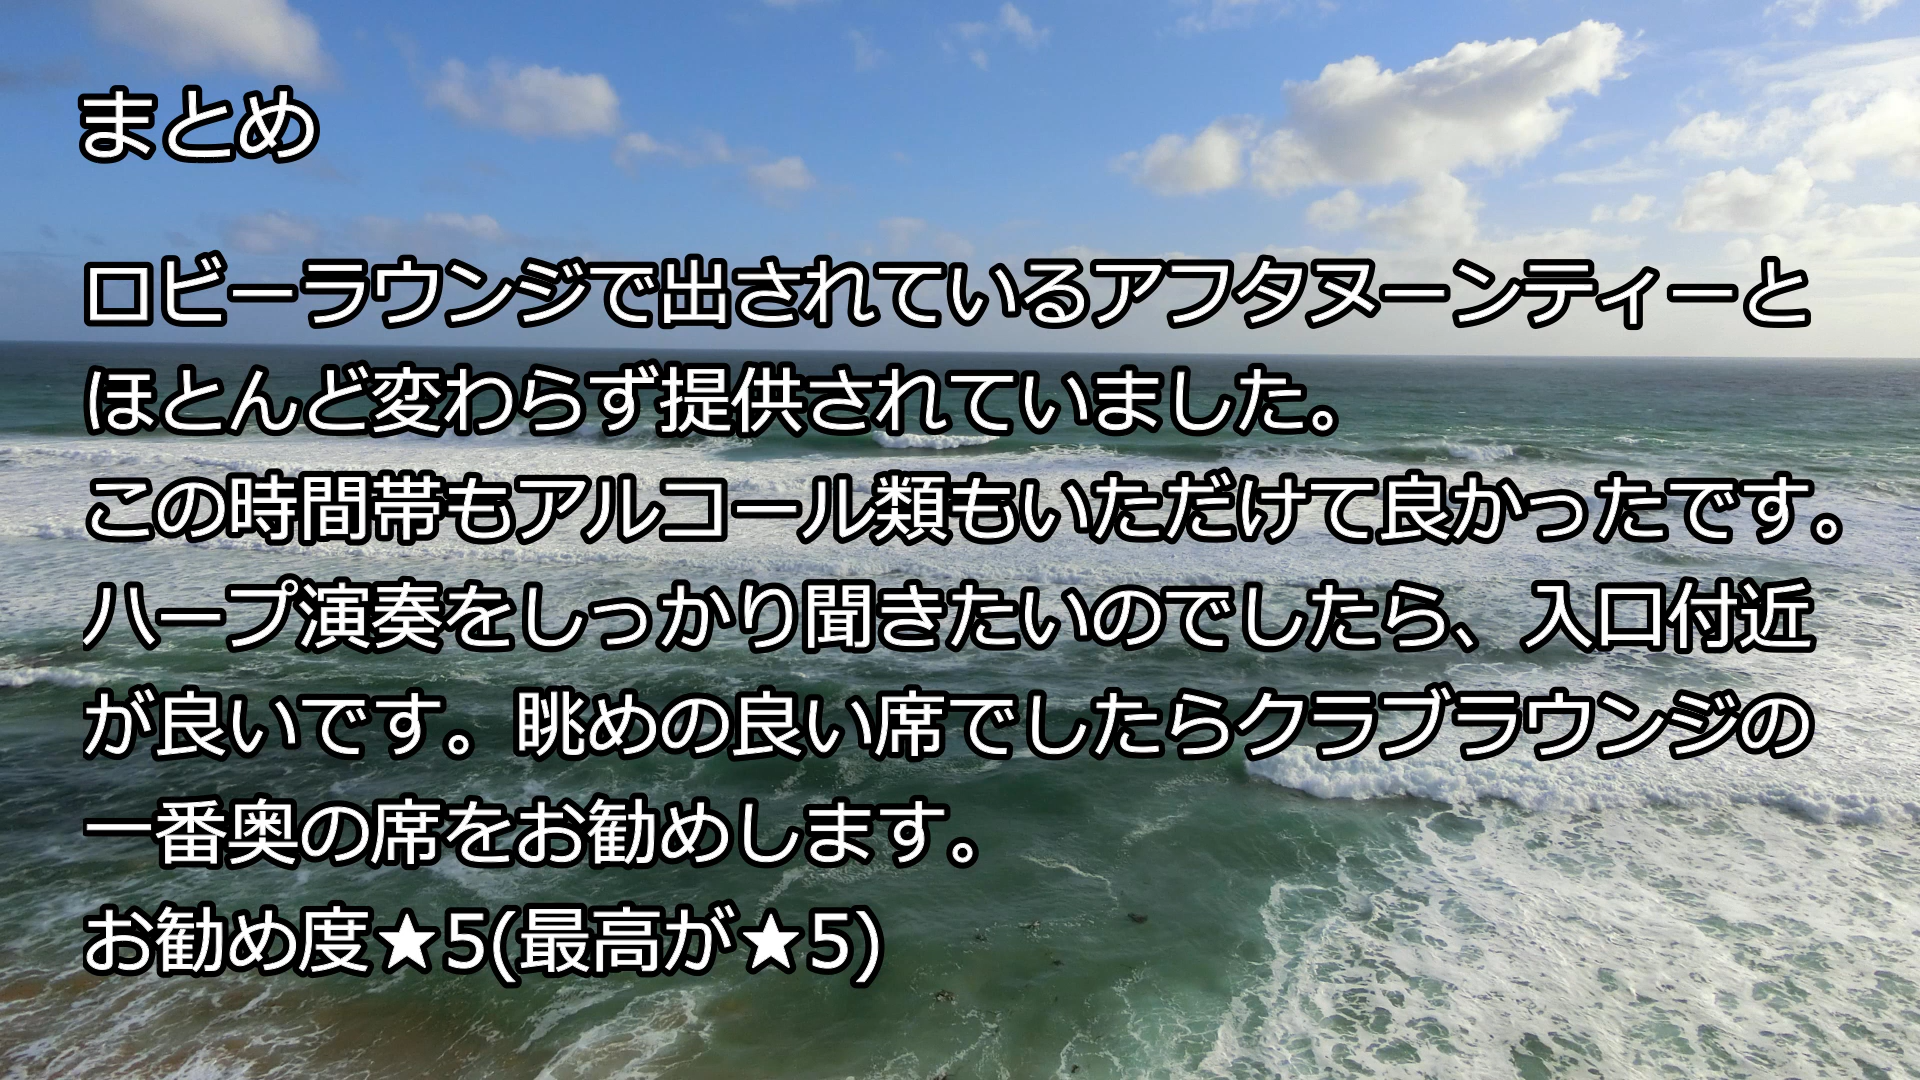 まとめ
ロビーラウンジで出されているアフタヌーンティーと
ほとんど変わらず提供されていました。
この時間帯もアルコール類もいただけて良かったです。
ハープ演奏をしっかり聞きたいのでしたら、入口付近
が良いです。眺めの良い席でしたらクラブラウンジの
一番奥の席をお勧めします。
お勧め度★5(最高が★5)